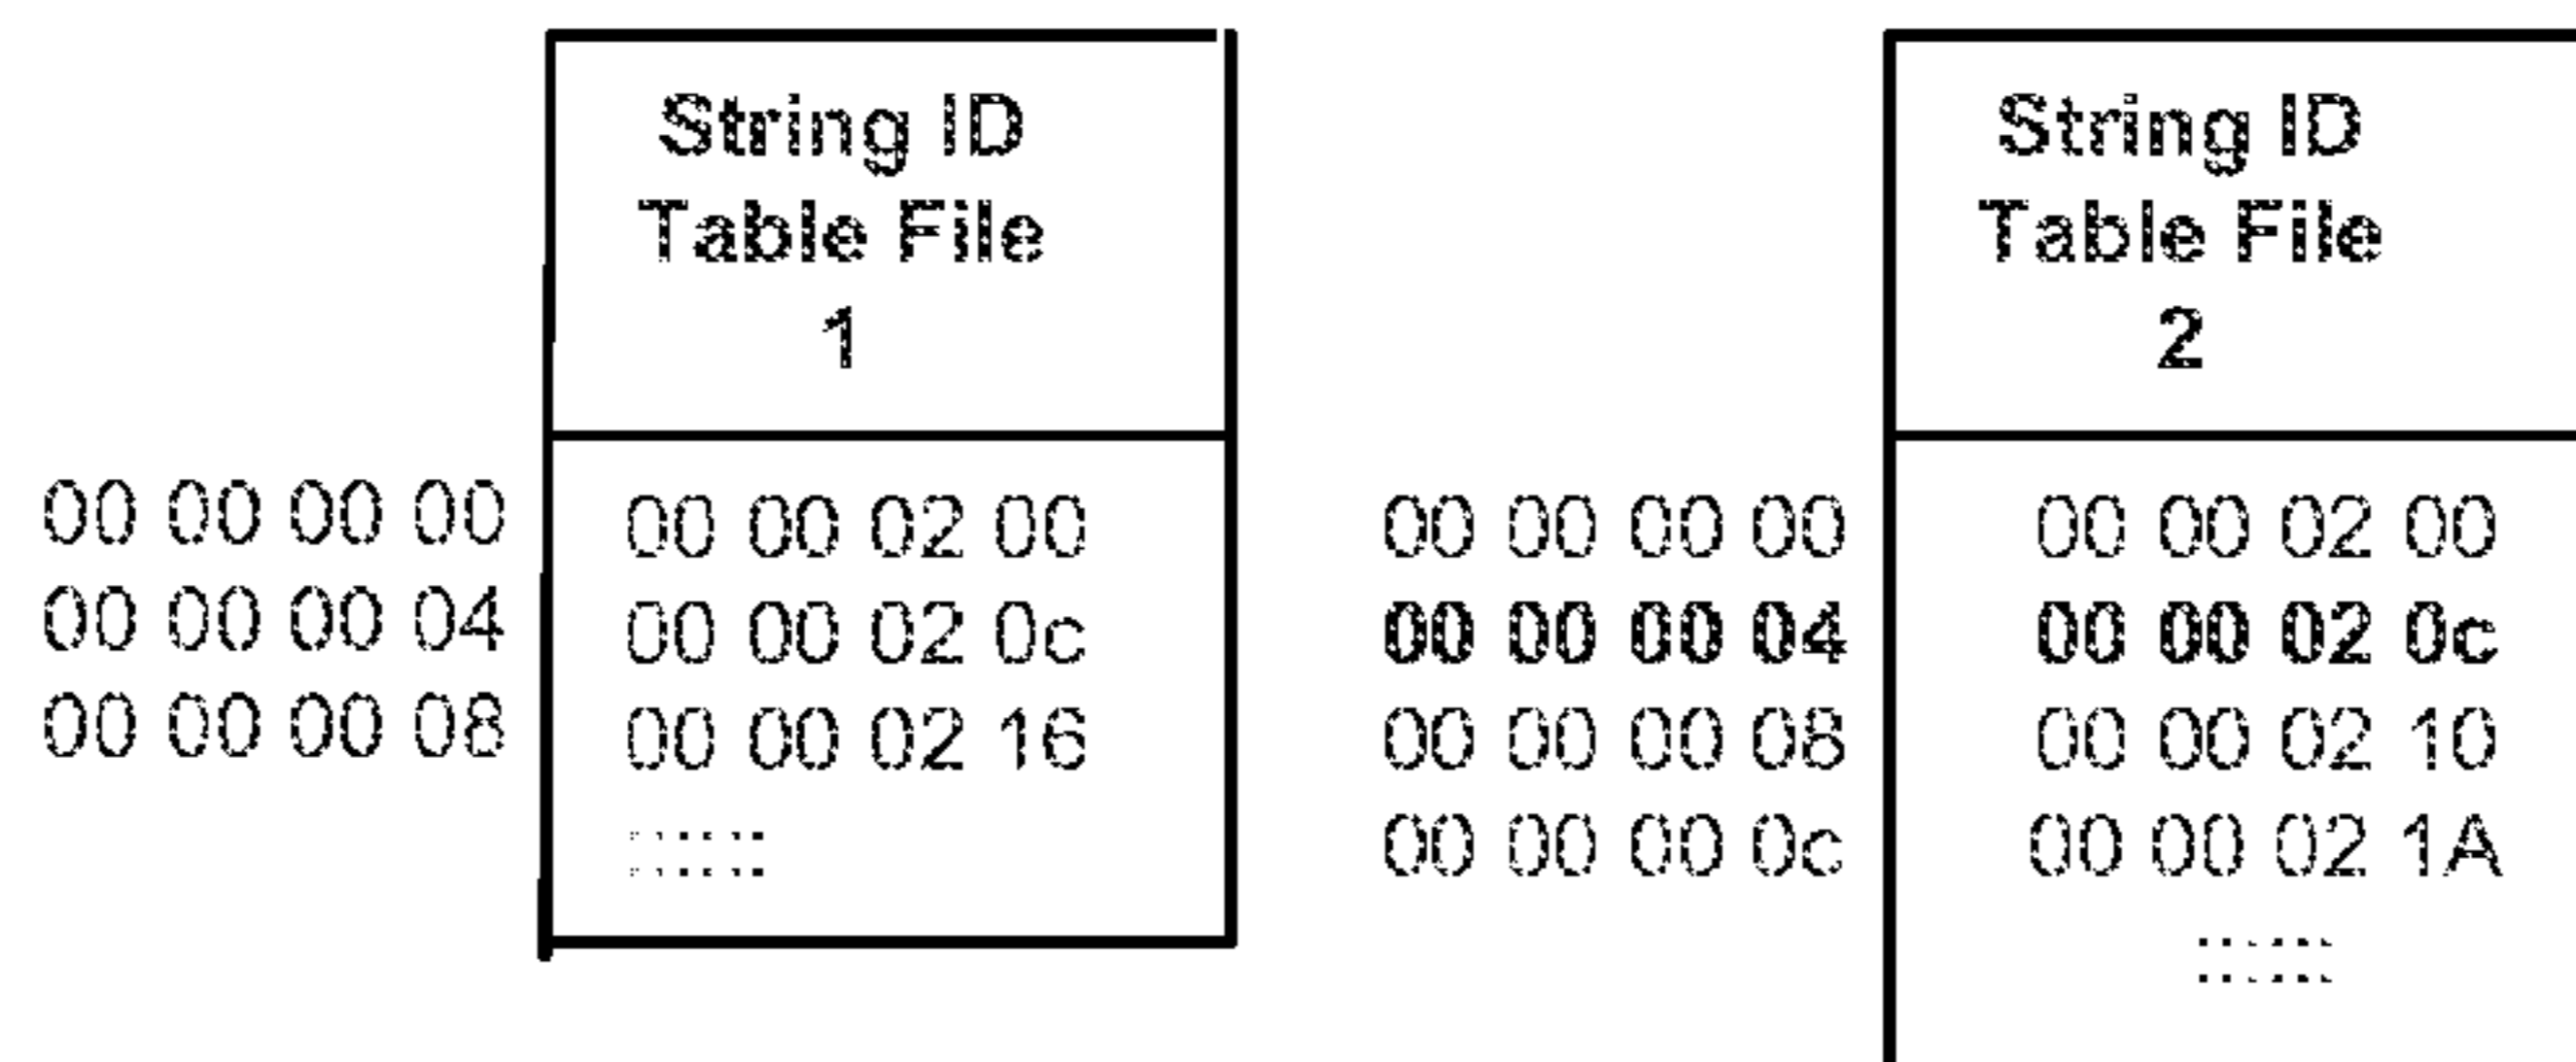 String ID
Table File
1
00 00 00 00
00 00 00 04
00 00 00 08
00 00 02 00
00 00 02 0c
00 00 02 16
::::::
String ID
Table File
2
00 00 00 00
00 00 00 04
00 00 00 08
00 00 00 0c
00 00 02 00
00 00 02 0c
00 00 02 10
00 00 02 1A
::::::